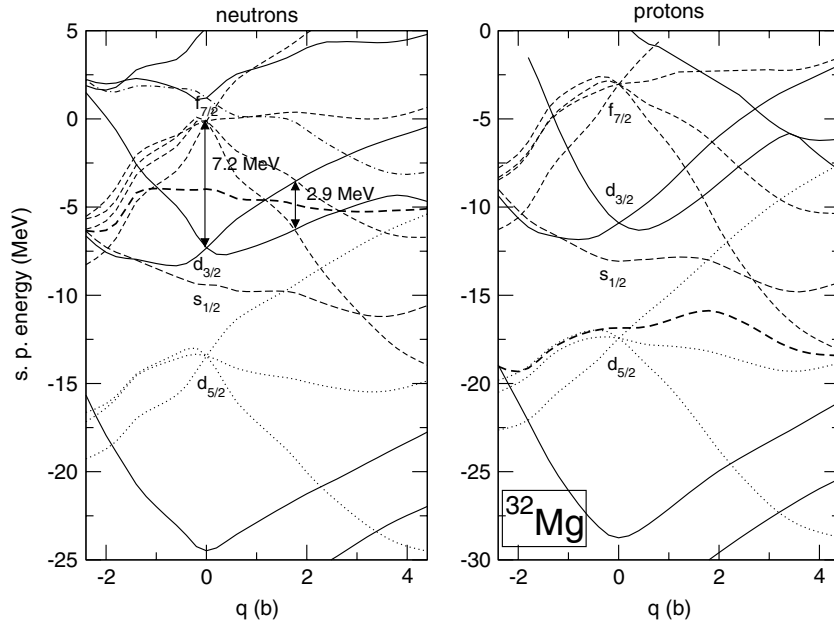 neutrons
protons
5
0
-5
-10
-15
-20
-25
s. p. energy (MeV)
f7/2
7.2 MeV
2.9 MeV
d3/2
s1/2
d5/2
-2
0
2
4
q (b)
0
-5
-10
-15
-20
-25
-30
f7/2
d3/2
s1/2
d5/2
32Mg
-2
0
2
4
q (b)